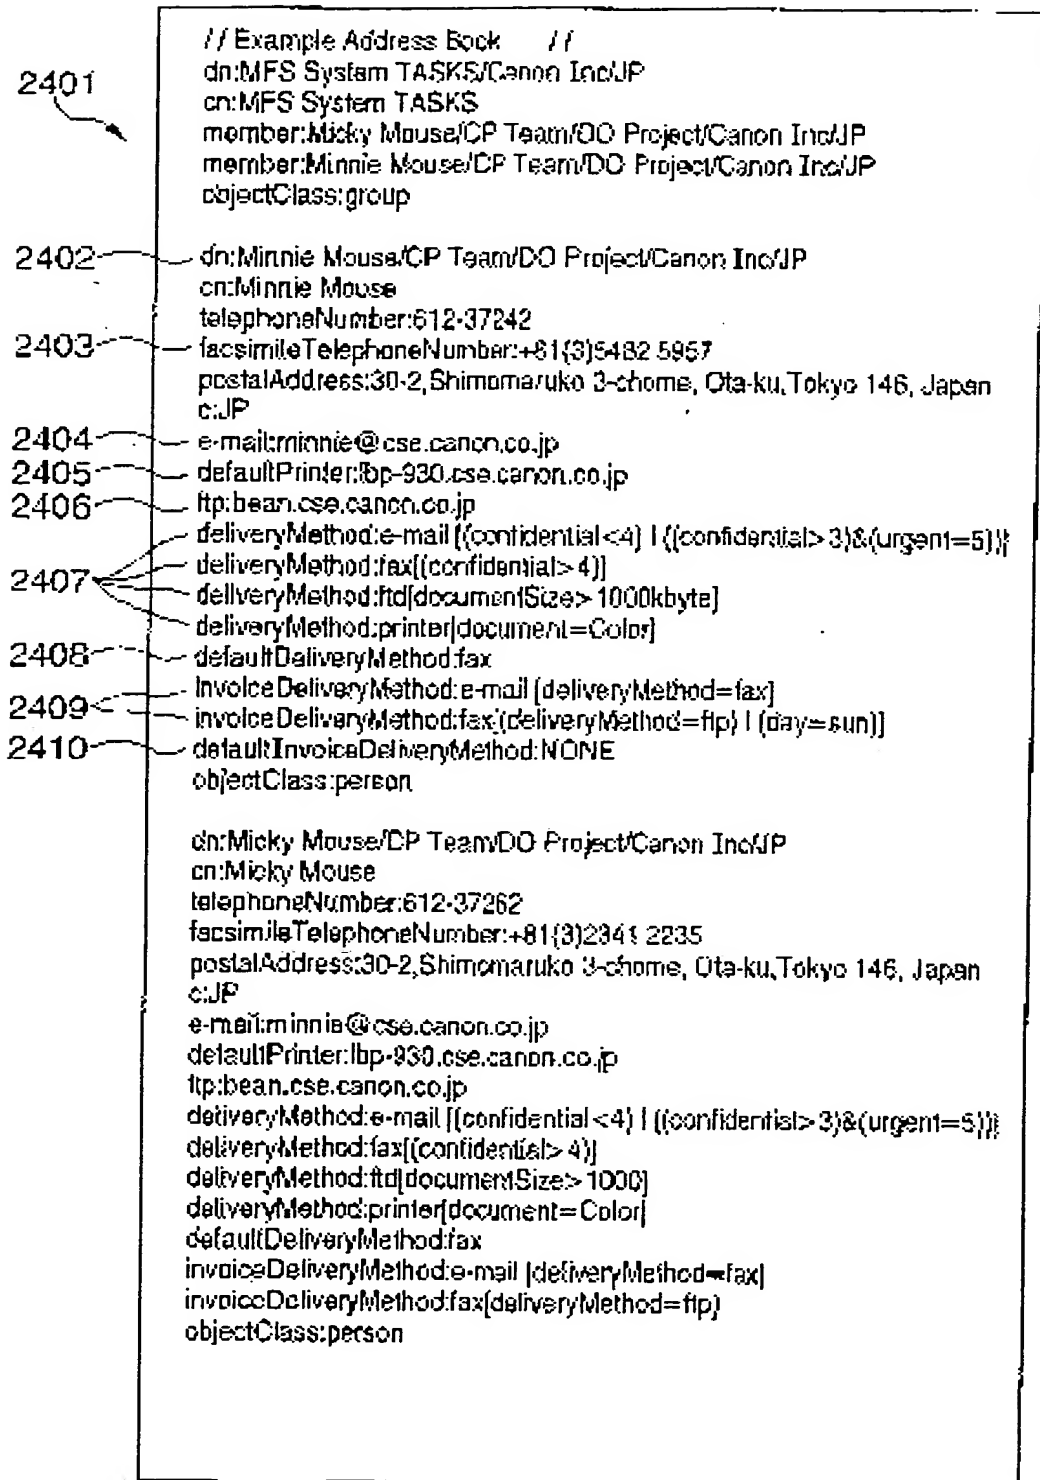 // Example Address Book //
2401
dn:MFS System TASKS/Canon Inc/JP
cn:MFS System TASKS
member:Micky Mouse/CP Team/DO Project/Canon Inc/JP
member:Minnie Mouse/CP Team/DO Project/Canon Inc/JP
objectClass:group
2402 dn:Minnie Mouse/CP Team/DO Project/Canon Inc/JP
cn:Minnie Mouse
telephoneNumber:612-37242
2403 facsimileTelephoneNumber:+81(3)5482 5957
postalAddress:30-2,Shimomaruko 3-chome, Ota-ku,Tokyo 146, Japan
c:JP
2404 e-mail:minnie@cse.canon.co.jp
2405 defaultPrinter:lbp-930.cse.canon.co.jp
2406 ftp:bean.cse.canon.co.jp
2407 deliveryMethod:e-mail [(confidential<4) | ((confidential>3)&(urgent=5))]
deliveryMethod:fax[(confidential>4)]
deliveryMethod:ftd[documentSize>1000kbyte]
deliveryMethod:printer[document=Color]
2408 defaultDeliveryMethod:fax
2409 invoiceDeliveryMethod:e-mail [deliveryMethod=fax]
invoiceDeliveryMethod:fax[(deliveryMethod=ftp) | (day=sun)]
2410 defaultInvoiceDeliveryMethod:NONE
objectClass:person
dn:Micky Mouse/CP Team/DO Project/Canon Inc/JP
cn:Micky Mouse
telephoneNumber:612-37262
facsimileTelephoneNumber:+81(3)2341 2235
postalAddress:30-2,Shimomaruko 3-chome, Ota-ku,Tokyo 146, Japan
c:JP
e-mail:minnie@cse.canon.co.jp
defaultPrinter:lbp-930.cse.canon.co.jp
ftp:bean.cse.canon.co.jp
deliveryMethod:e-mail [(confidential<4) | ((confidential>3)&(urgent=5))]
deliveryMethod:fax[(confidential>4)]
deliveryMethod:ftd[documentSize>1000]
deliveryMethod:printer[document=Color]
defaultDeliveryMethod:fax
invoiceDeliveryMethod:e-mail [deliveryMethod=fax]
invoiceDeliveryMethod:fax[deliveryMethod=ftp)
objectClass:person